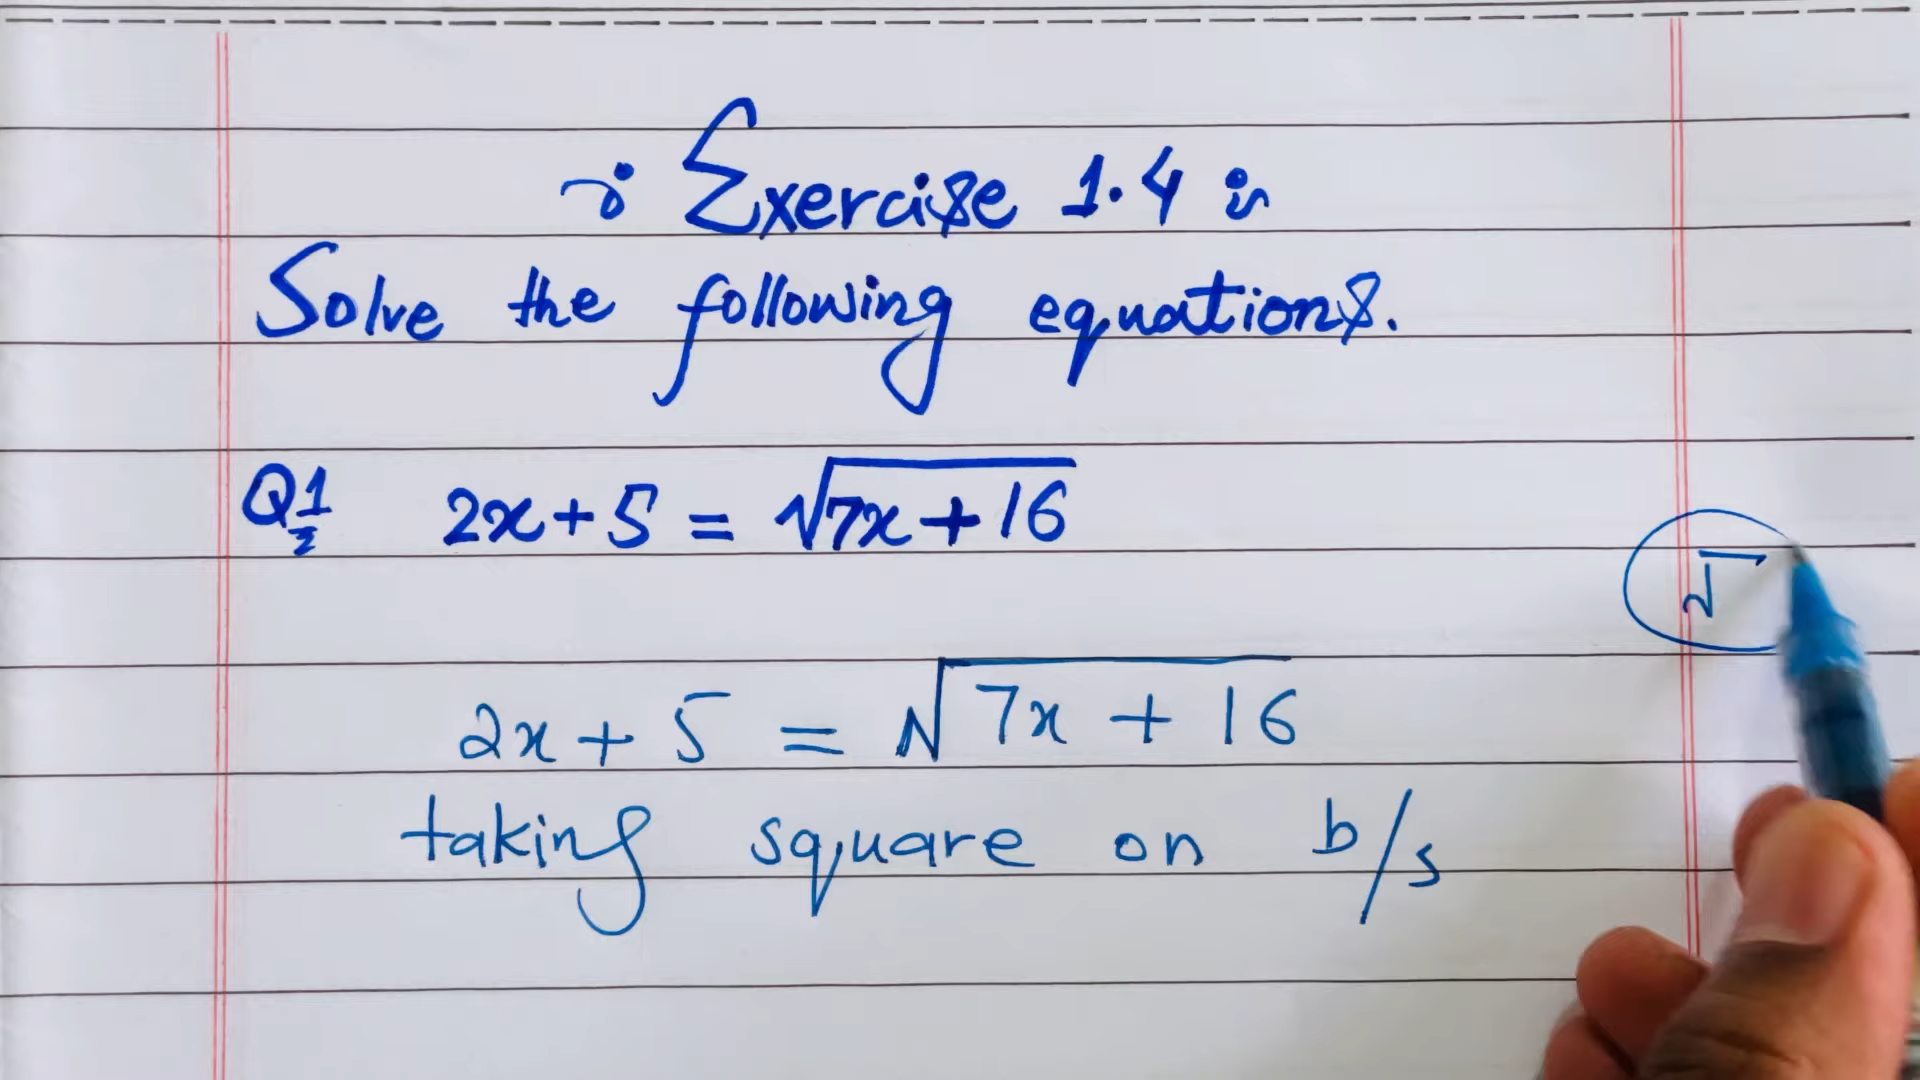 Exercise 1.4
Solve the following equations.
Q1 2x+5 = √7x+16
√
2x+5 = √7x+16
taking square on b/s